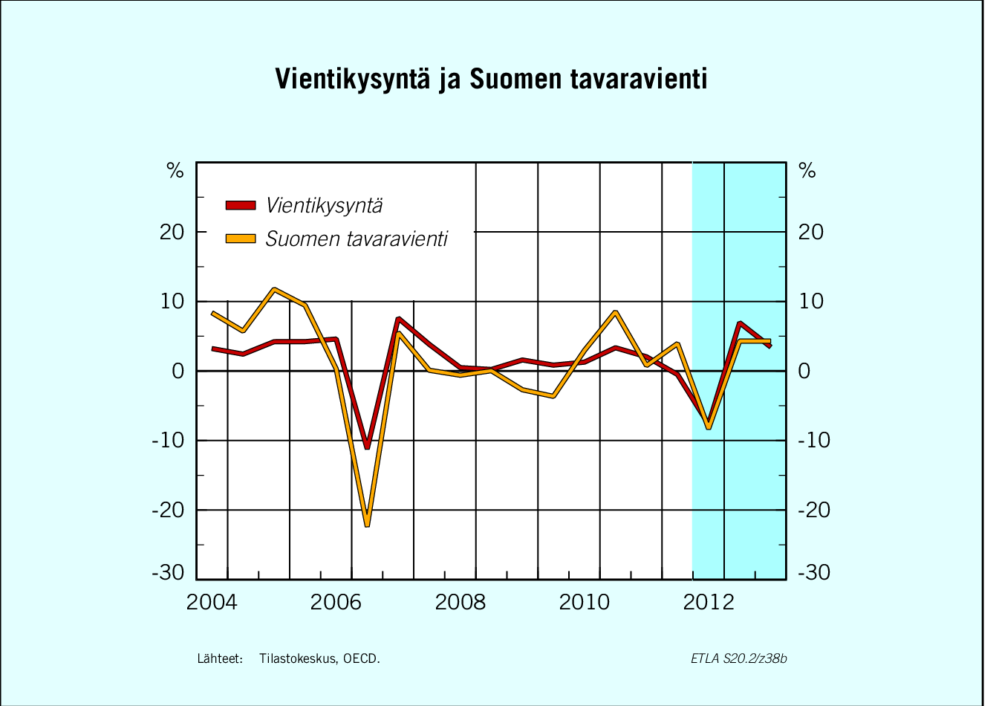 Vientikysyntä ja Suomen tavaravienti
% %
Vientikysyntä
Suomen tavaravienti
20 20
10 10
0 0
-10 -10
-20 -20
-30 -30
2004 2006 2008 2010 2012
Lähteet: Tilastokeskus, OECD. ETLA S20.2/z38b